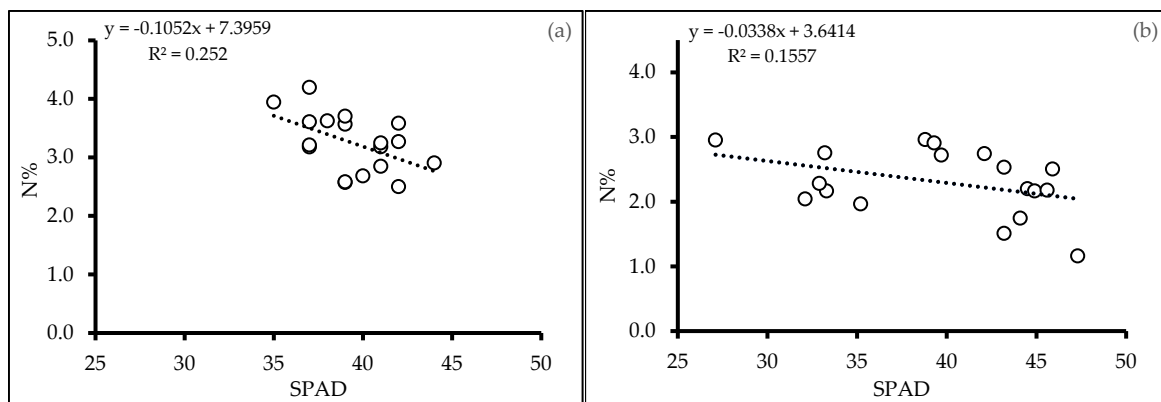 y = -0.1052x + 7.3959
R² = 0.252
(a)
5.0
4.0
3.0
2.0
1.0
0.0
N%
25
30
35
40
45
50
SPAD
y = -0.0338x + 3.6414
R² = 0.1557
(b)
4.0
3.0
2.0
1.0
0.0
N%
25
30
35
40
45
50
SPAD